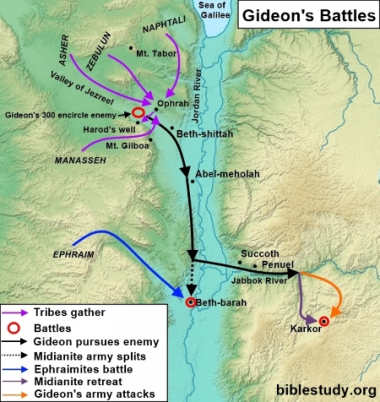 Sea of
Galilee
Gideon's Battles
NAPHTALI
ASHER
ZEBULUN
Mt. Tabor
Valley of Jezreel
Jordan River
Ophrah
Gideon's 300 encircle enemy
Harod's well
Beth-shittah
Mt. Gilboa
MANASSEH
Abel-meholah
EPHRAIM
Succoth
Penuel
Jabbok River
Beth-barah
Karkor
Tribes gather
Battles
Gideon pursues enemy
Midianite army splits
Ephraimites battle
Midianite retreat
Gideon's army attacks
biblestudy.org